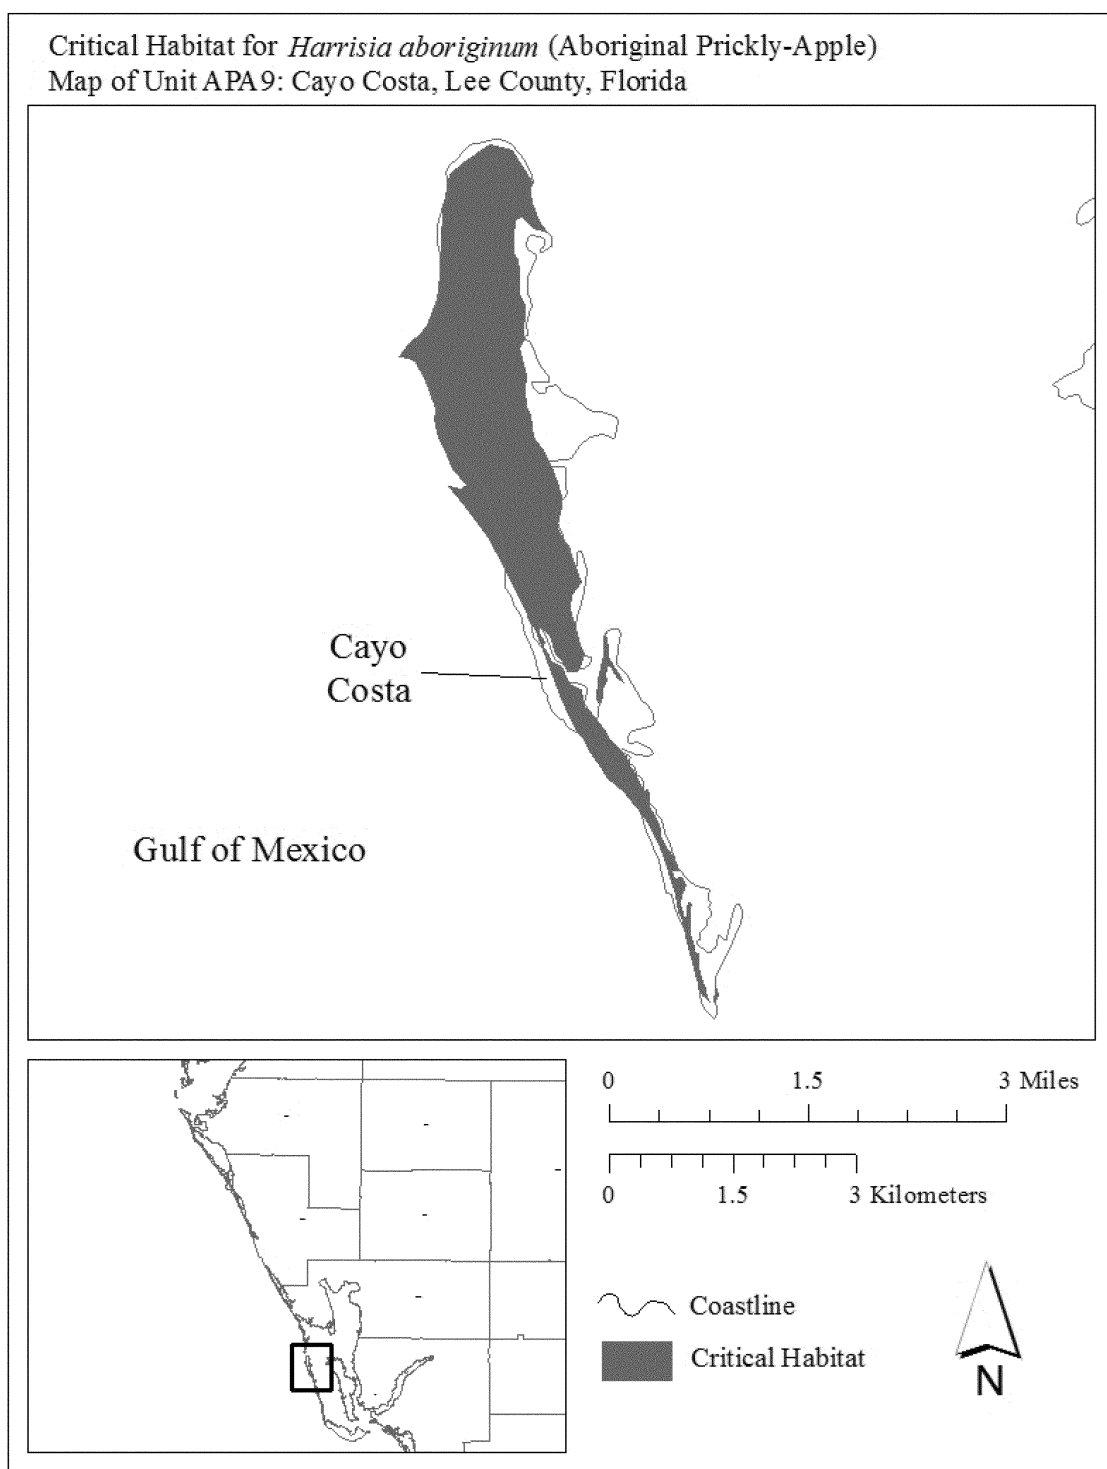 Critical Habitat for Harrisia aboriginum (Aboriginal Prickly-Apple)
Map of Unit APA9: Cayo Costa, Lee County, Florida
Cayo
Costa
Gulf of Mexico
0 1.5 3 Miles
0 1.5 3 Kilometers
Coastline
Critical Habitat
N